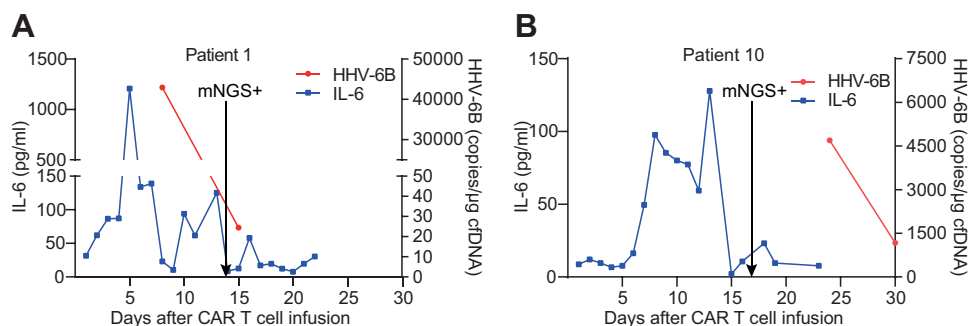 A
Patient 1
1500
1000
500
150
100
50
0
IL-6 (pg/ml)
HHV-6B
IL-6
mNGS+
50000
40000
30000
50
40
30
20
10
0
HHV-6B (copies/ug cfDNA)
5 10 15 20 25 30
Days after CAR T cell infusion
B
Patient 10
150
100
50
0
IL-6 (pg/ml)
HHV-6B
IL-6
mNGS+
7500
6000
4500
3000
1500
0
HHV-6B (copies/ug cfDNA)
5 10 15 20 25 30
Days after CAR T cell infusion